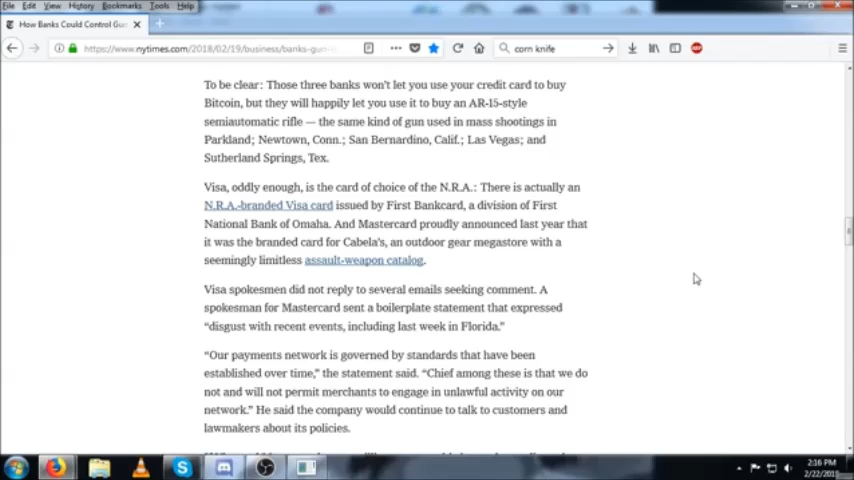 File Edit View History Bookmarks Tools Help
How Banks Could Control Gun
https://www.nytimes.com/2018/02/19/business/banks-gun-
corn knife
To be clear: Those three banks won't let you use your credit card to buy
Bitcoin, but they will happily let you use it to buy an AR-15-style
semiautomatic rifle — the same kind of gun used in mass shootings in
Parkland; Newtown, Conn.; San Bernardino, Calif.; Las Vegas; and
Sutherland Springs, Tex.
Visa, oddly enough, is the card of choice of the N.R.A.: There is actually an
N.R.A.-branded Visa card issued by First Bankcard, a division of First
National Bank of Omaha. And Mastercard proudly announced last year that
it was the branded card for Cabela's, an outdoor gear megastore with a
seemingly limitless assault-weapon catalog.
Visa spokesmen did not reply to several emails seeking comment. A
spokesman for Mastercard sent a boilerplate statement that expressed
“disgust with recent events, including last week in Florida.”
“Our payments network is governed by standards that have been
established over time,” the statement said. “Chief among these is that we do
not and will not permit merchants to engage in unlawful activity on our
network.” He said the company would continue to talk to customers and
lawmakers about its policies.
2:16 PM
2/22/2018